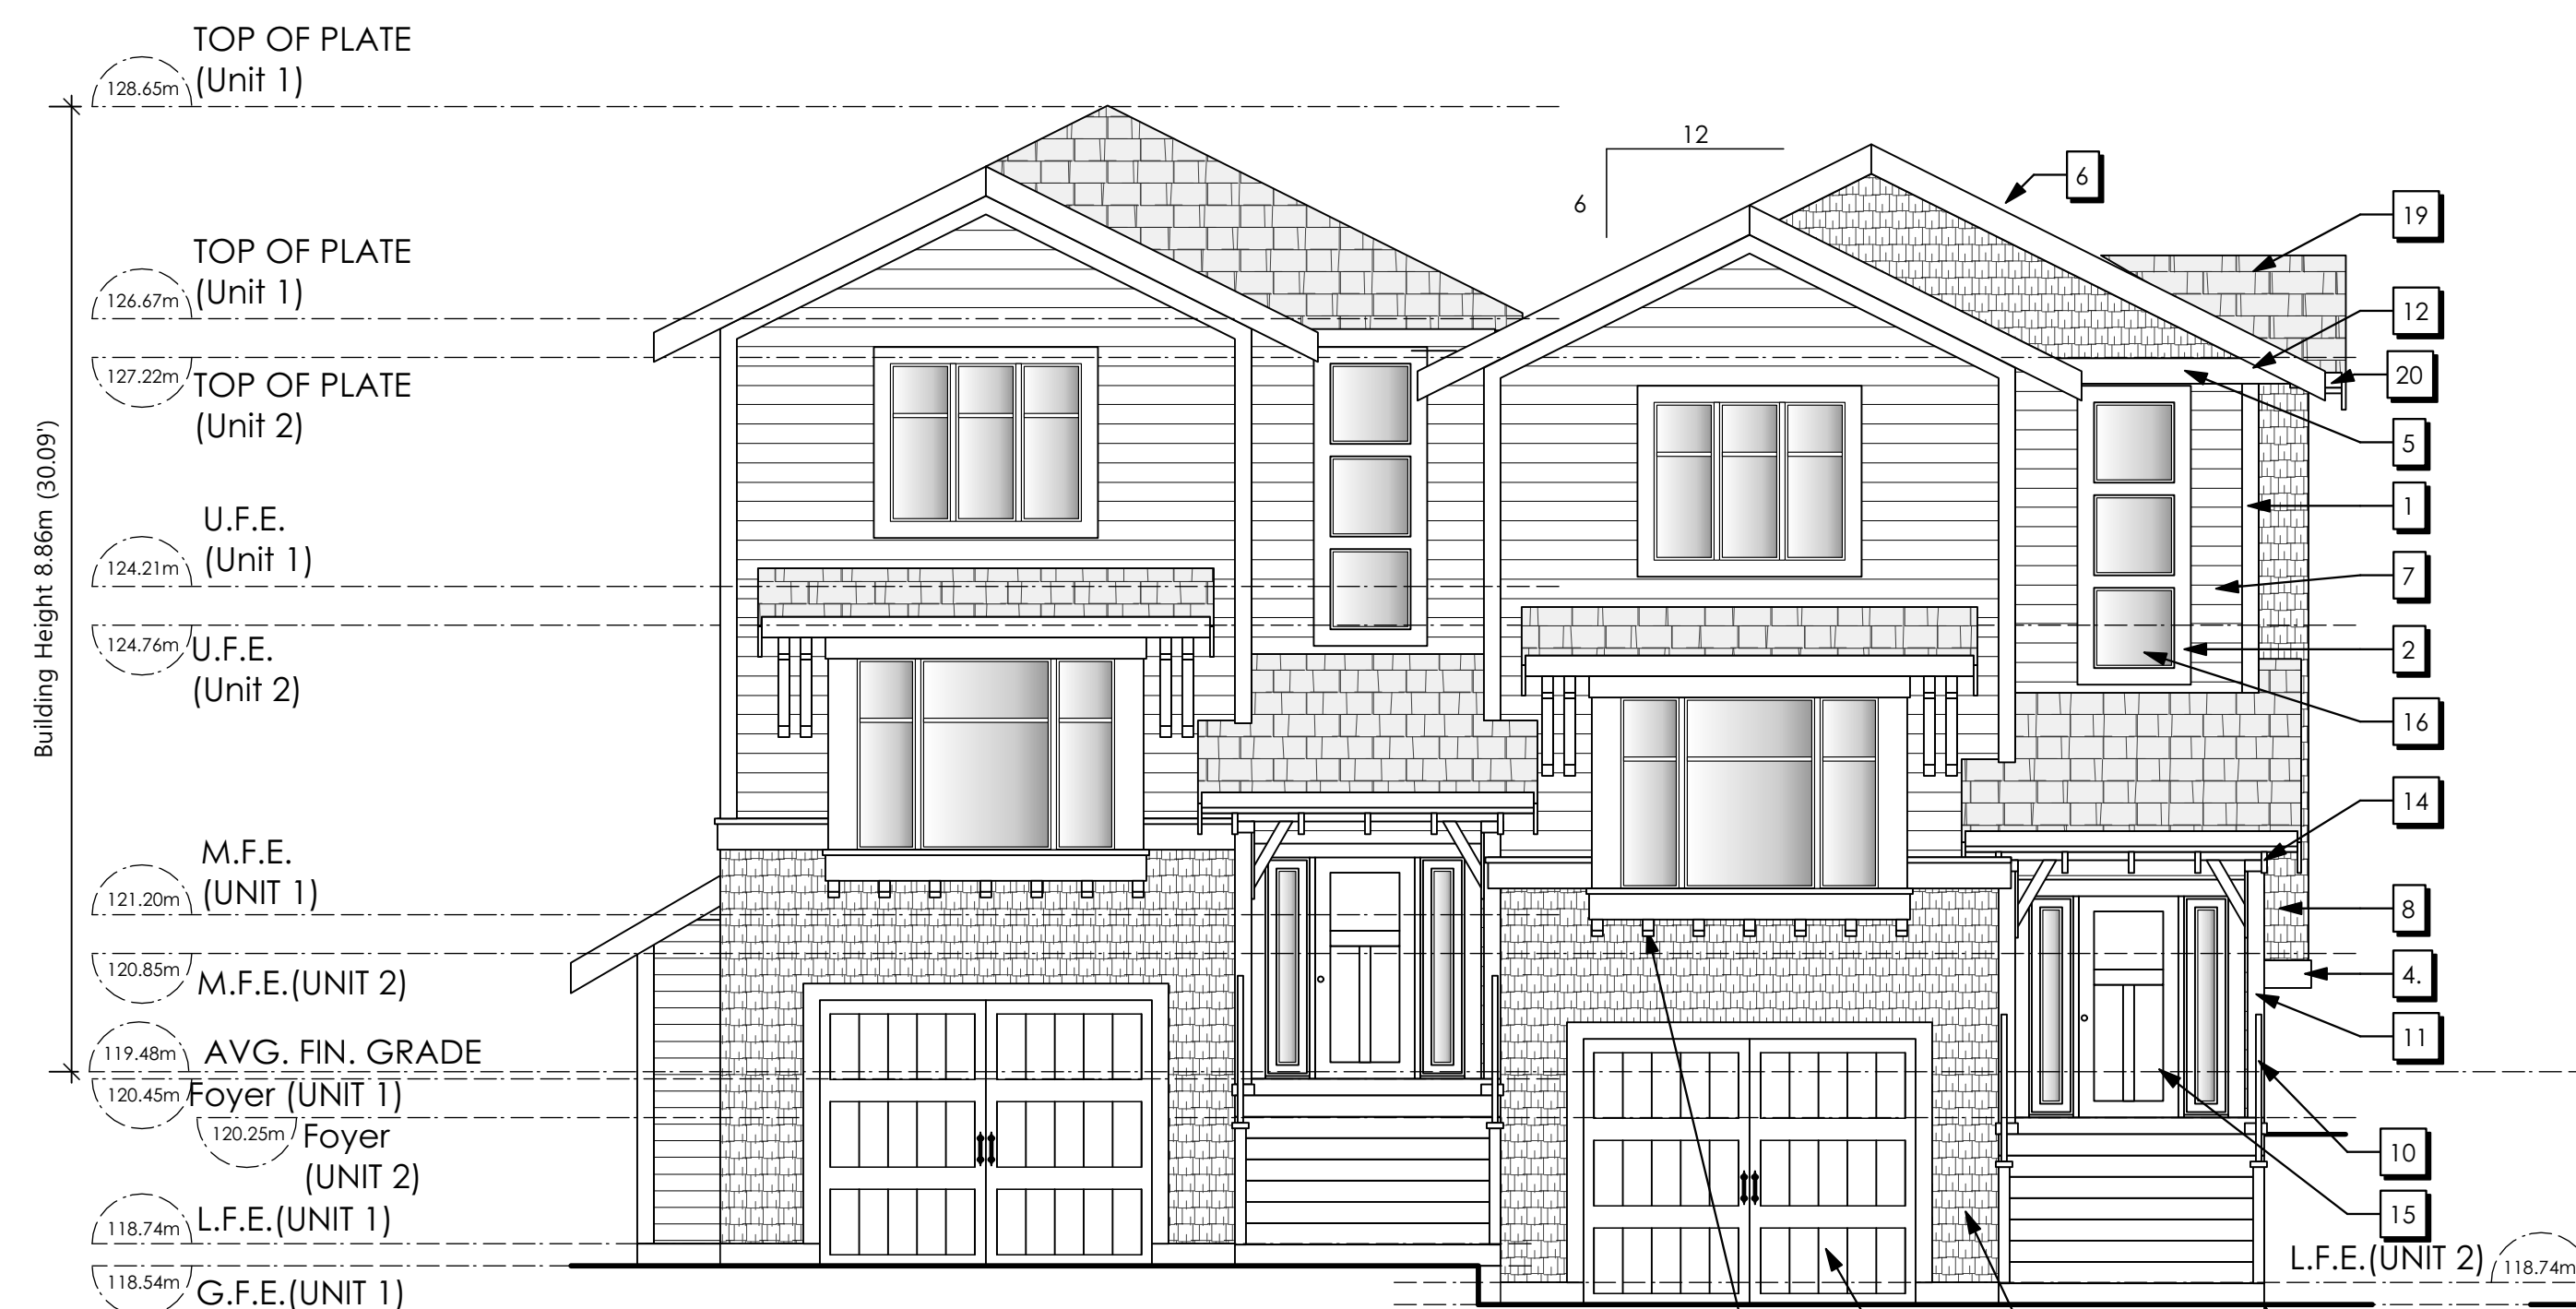 TOP OF PLATE
(Unit 1)
128.65m
12
6
6
19
TOP OF PLATE
(Unit 1)
126.67m
12
127.22m
TOP OF PLATE
(Unit 2)
20
5
Building Height 8.86m (30.09')
U.F.E.
(Unit 1)
124.21m
1
7
124.76m
U.F.E.
(Unit 2)
2
16
14
M.F.E.
(UNIT 1)
121.20m
8
120.85m
M.F.E.(UNIT 2)
4.
11
119.48m
AVG. FIN. GRADE
120.45m
Foyer (UNIT 1)
120.25m
Foyer
(UNIT 2)
10
15
118.74m
L.F.E.(UNIT 1)
L.F.E.(UNIT 2)
118.74m
118.54m
G.F.E.(UNIT 1)